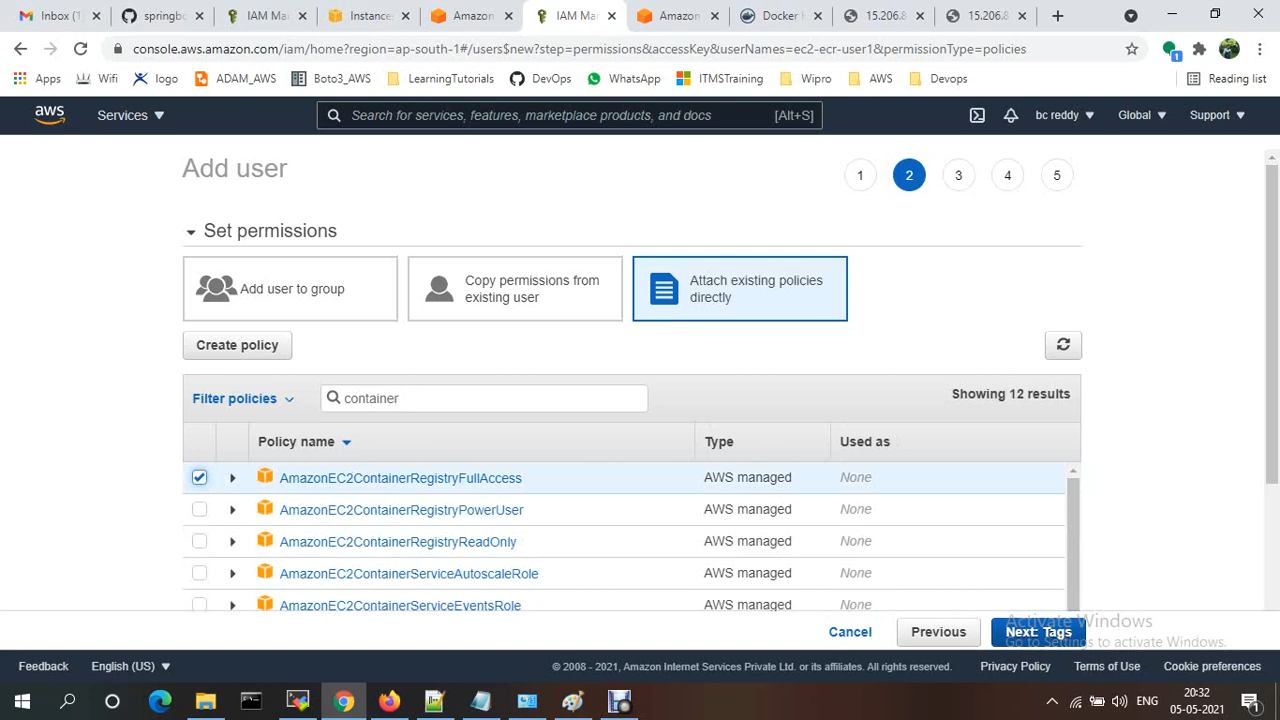 Inbox (1)
springbo
IAM Ma
Instances
Amazon
IAM Ma
Amazon
Docker H
15.206.8
15.206.8
console.aws.amazon.com/iam/home?region=ap-south-1#/users$new?step=permissions&accessKey&userNames=ec2-ecr-user1&permissionType=policies
1
Apps
Wifi
logo
ADAM_AWS
Boto3_AWS
LearningTutorials
DevOps
WhatsApp
ITMSTraining
Wipro
AWS
Devops
Reading list
aws
Services
Search for services, features, marketplace products, and docs
[Alt+S]
bc reddy
Global
Support
Add user
1
2
3
4
5
Set permissions
Add user to group
Copy permissions from
existing user
Attach existing policies
directly
Create policy
Filter policies
container
Showing 12 results
Policy name
Type
Used as
AmazonEC2ContainerRegistryFullAccess
AWS managed
None
AmazonEC2ContainerRegistryPowerUser
AWS managed
None
AmazonEC2ContainerRegistryReadOnly
AWS managed
None
AmazonEC2ContainerServiceAutoscaleRole
AWS managed
None
AmazonEC2ContainerServiceEventsRole
AWS managed
None
Cancel
Previous
Next: Tags
Activate Windows
Go to Settings to activate Windows.
Feedback
English (US)
© 2008 - 2021, Amazon Internet Services Private Ltd. or its affiliates. All rights reserved.
Privacy Policy
Terms of Use
Cookie preferences
ENG
20:32
05-05-2021
1